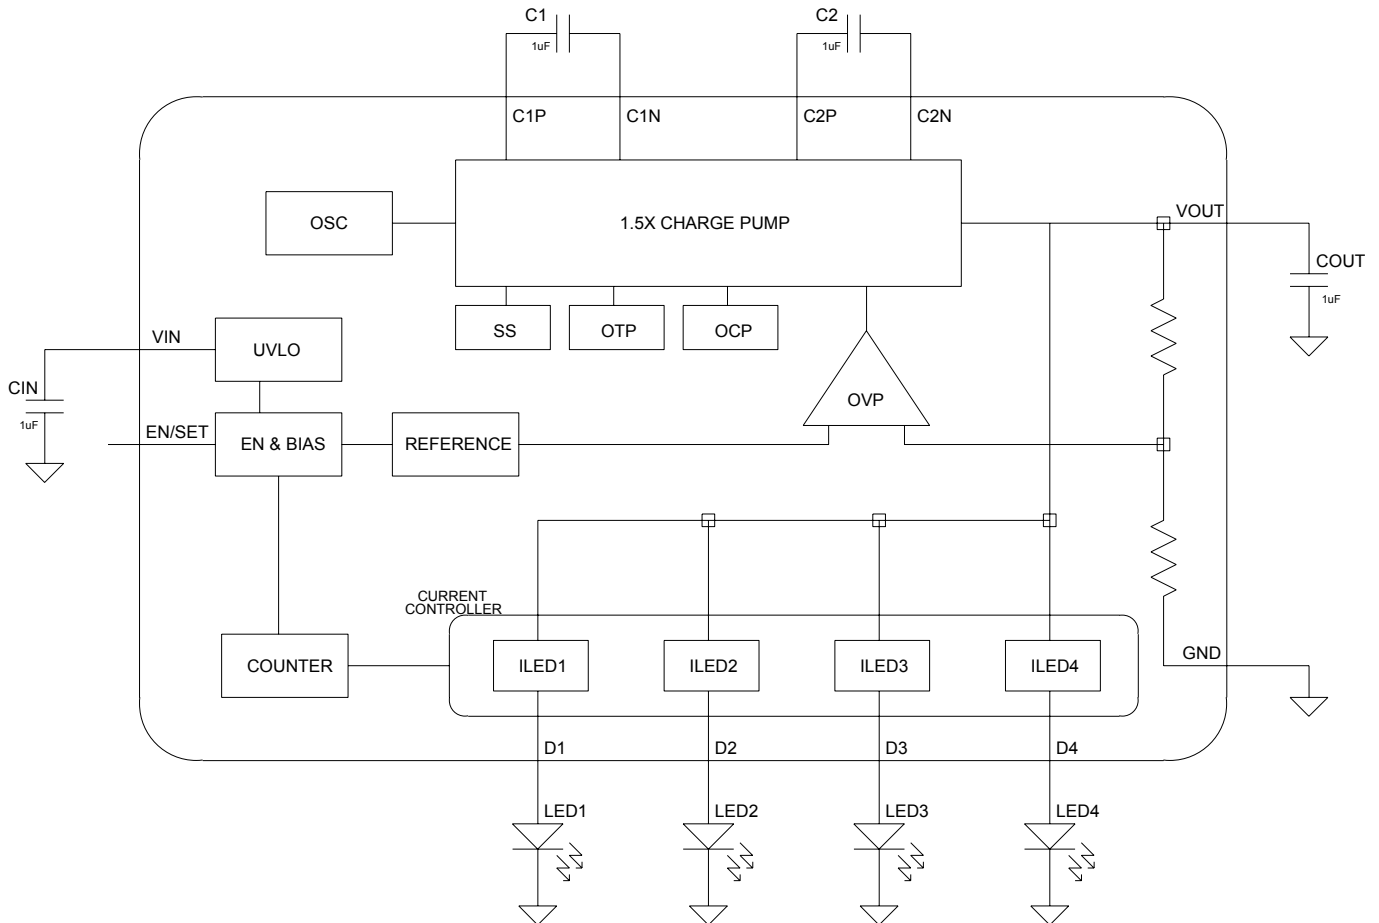 C1
1uF
C2
1uF
C1P
C1N
C2P
C2N
OSC
1.5X CHARGE PUMP
VOUT
COUT
1uF
SS
OTP
OCP
VIN
UVLO
CIN
1uF
OVP
EN/SET
EN & BIAS
REFERENCE
CURRENT
CONTROLLER
COUNTER
ILED1
ILED2
ILED3
ILED4
GND
D1
D2
D3
D4
LED1
LED2
LED3
LED4